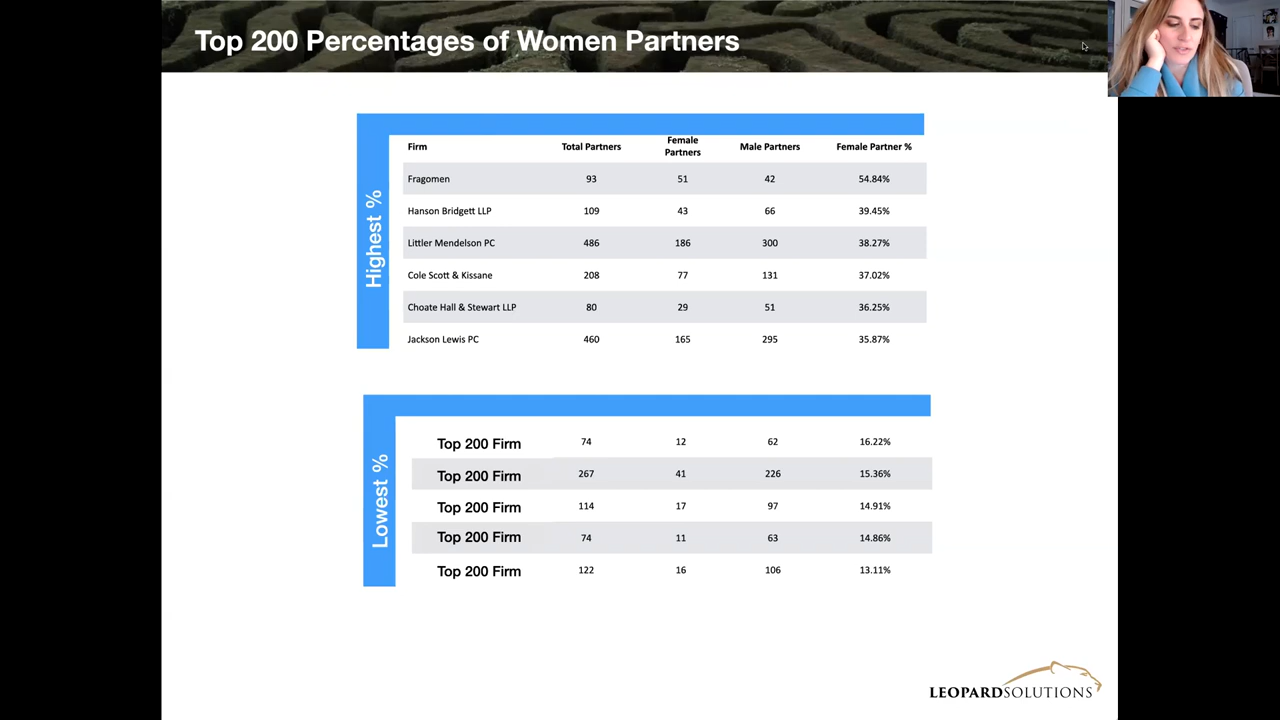 Top 200 Percentages of Women Partners
Highest %
Firm Total Partners Female Partners Male Partners Female Partner %
Fragomen 93 51 42 54.84%
Hanson Bridgett LLP 109 43 66 39.45%
Littler Mendelson PC 486 186 300 38.27%
Cole Scott & Kissane 208 77 131 37.02%
Choate Hall & Stewart LLP 80 29 51 36.25%
Jackson Lewis PC 460 165 295 35.87%
Lowest %
Top 200 Firm 74 12 62 16.22%
Top 200 Firm 267 41 226 15.36%
Top 200 Firm 114 17 97 14.91%
Top 200 Firm 74 11 63 14.86%
Top 200 Firm 122 16 106 13.11%
LEOPARDSOLUTIONS